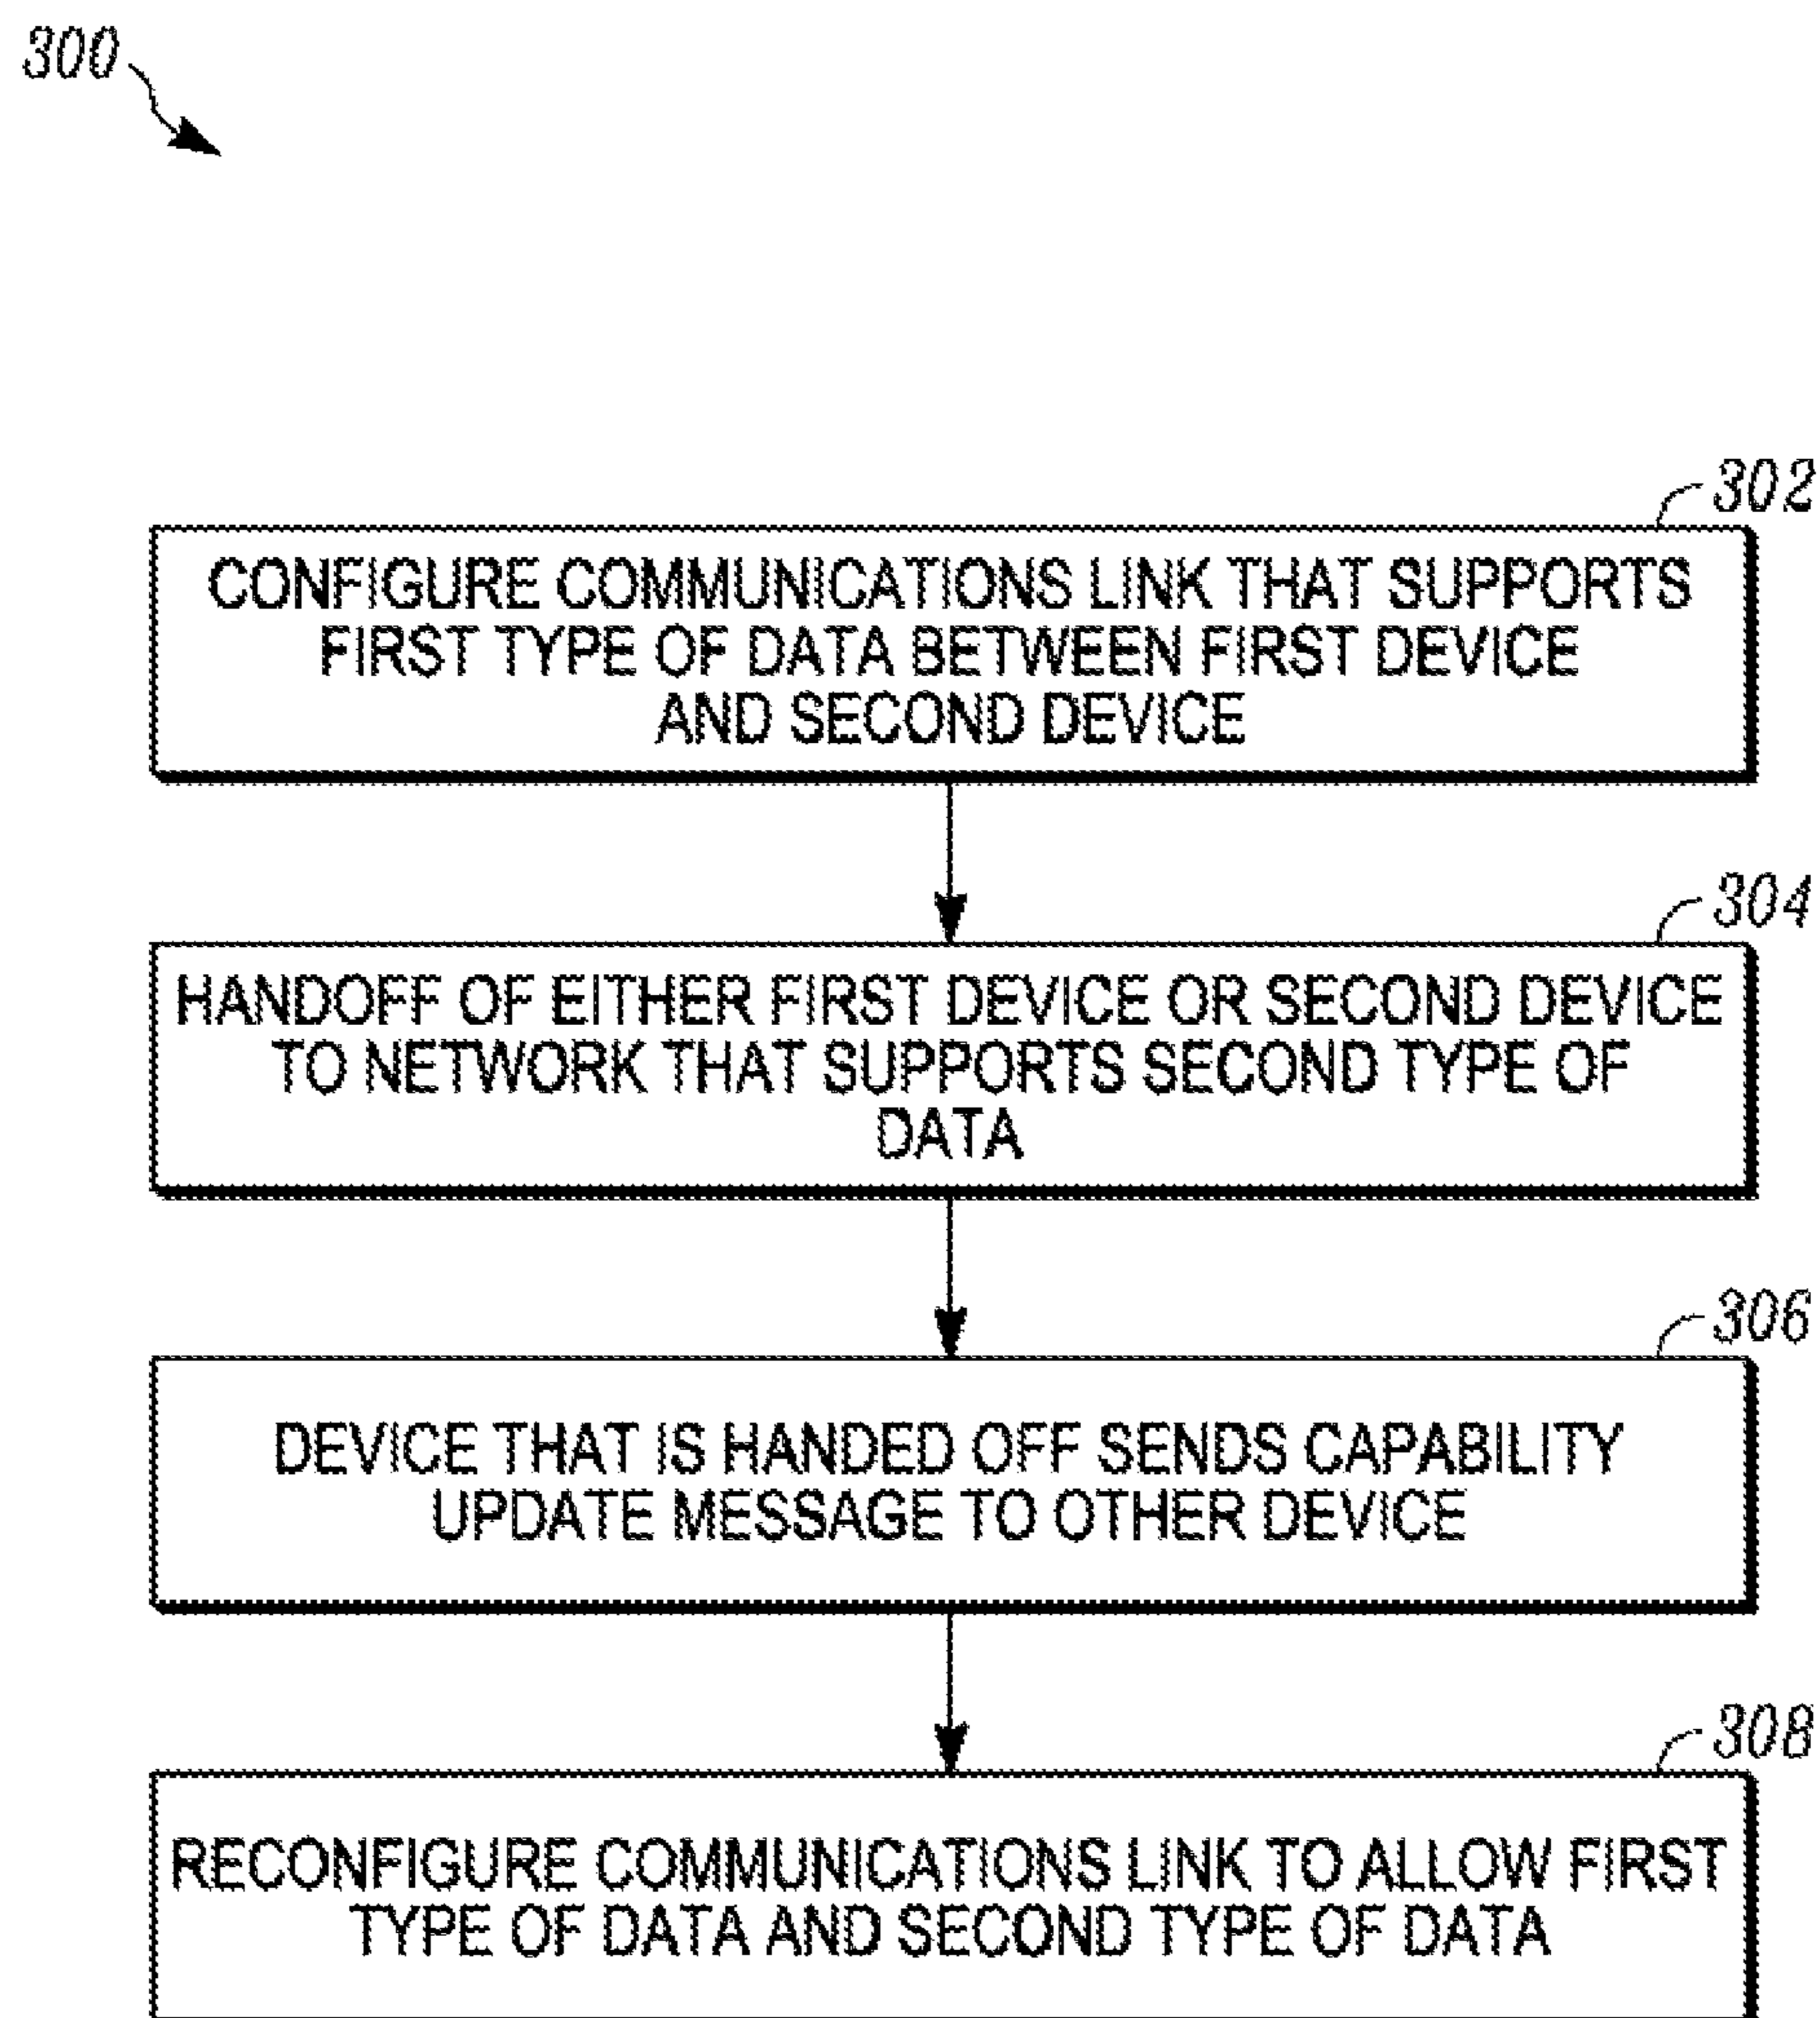 300
302
CONFIGURE COMMUNICATIONS LINK THAT SUPPORTS
FIRST TYPE OF DATA BETWEEN FIRST DEVICE
AND SECOND DEVICE
304
HANDOFF OF EITHER FIRST DEVICE OR SECOND DEVICE
TO NETWORK THAT SUPPORTS SECOND TYPE OF
DATA
306
DEVICE THAT IS HANDED OFF SENDS CAPABILITY
UPDATE MESSAGE TO OTHER DEVICE
308
RECONFIGURE COMMUNICATIONS LINK TO ALLOW FIRST
TYPE OF DATA AND SECOND TYPE OF DATA